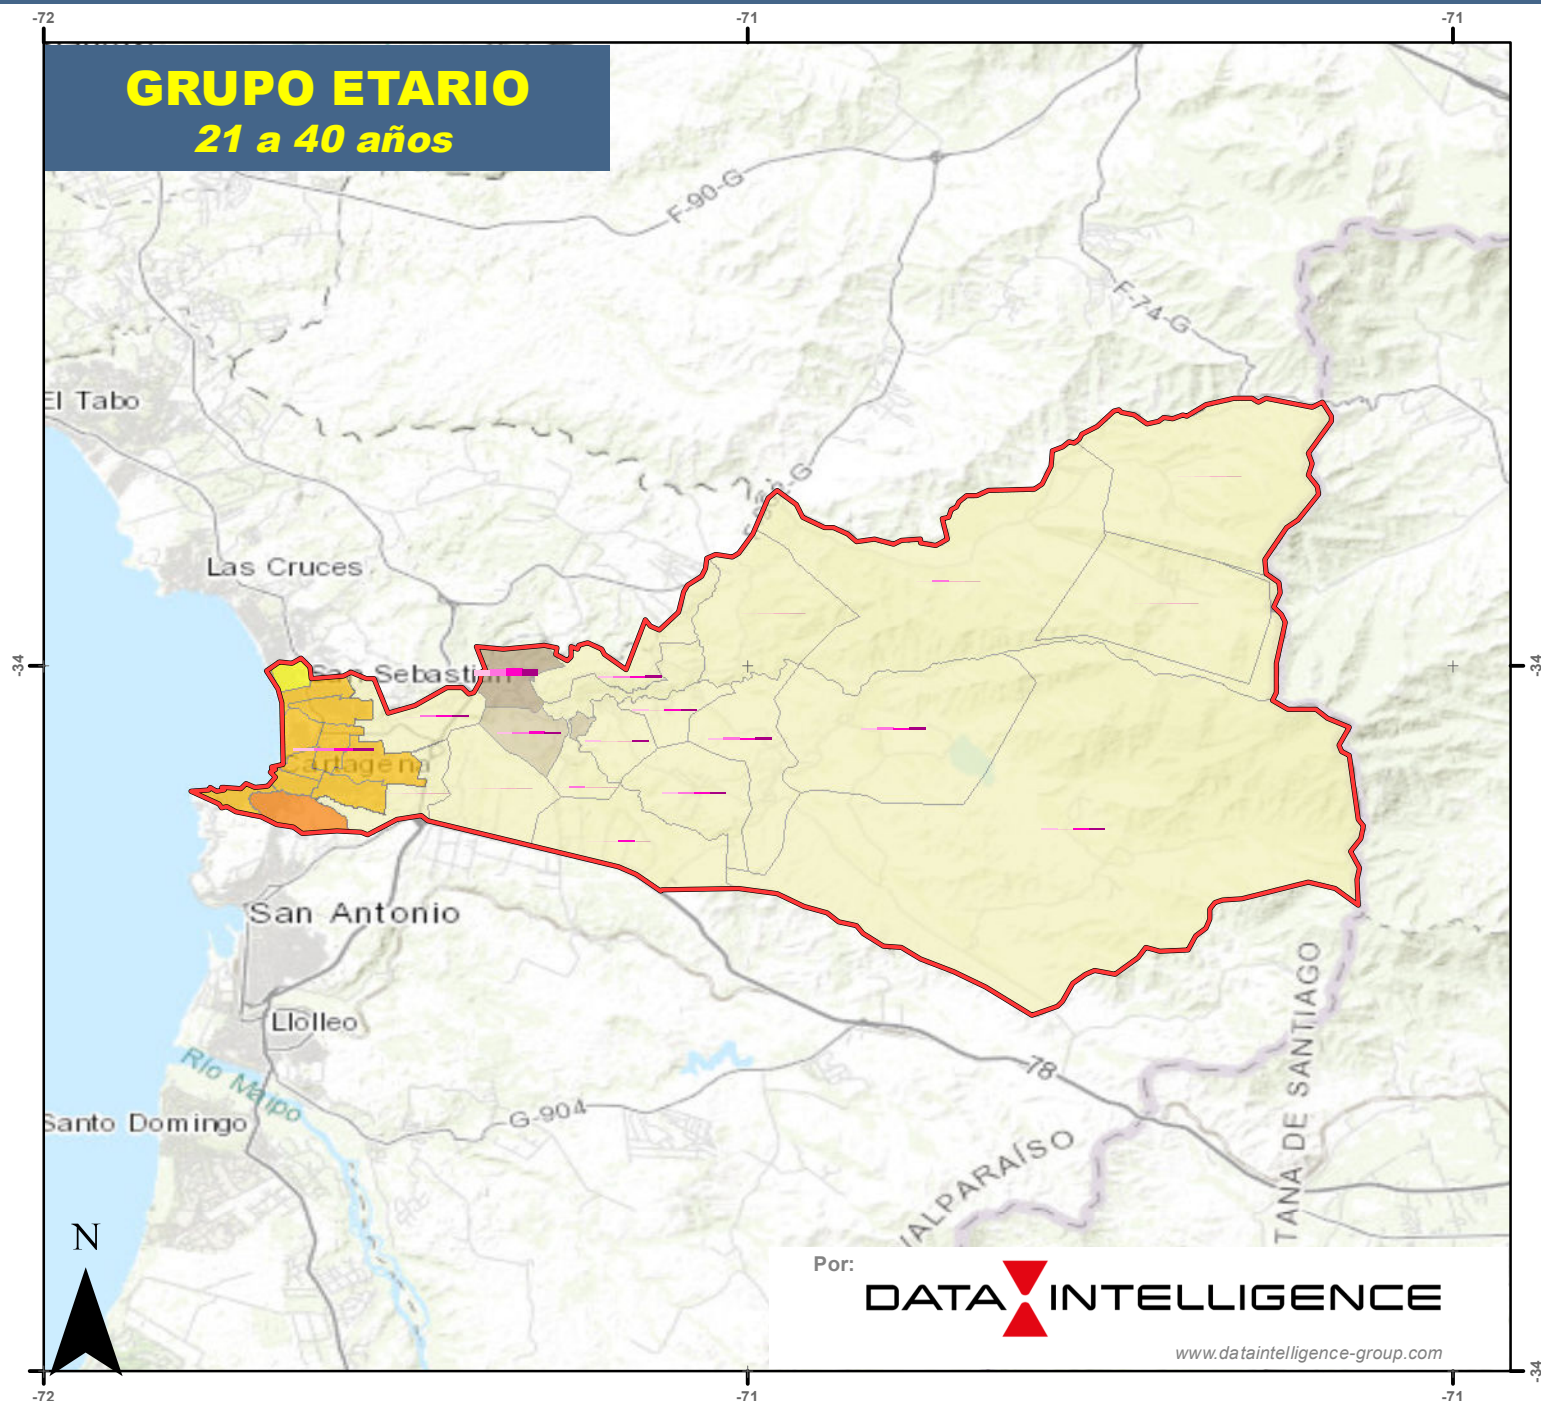 -72
-71
-71
GRUPO ETARIO
21 a 40 años
F-90-G
F-74-G
El Tabo
Las Cruces
-34
-34
San Sebastián
Cartagena
San Antonio
Llolleo
Río Maipo
78
G-904
Santo Domingo
TANA DE SANTIAGO
VALPARAÍSO
N
Por:
DATA INTELLIGENCE
www.dataintelligence-group.com
-34
-72
-71
-71